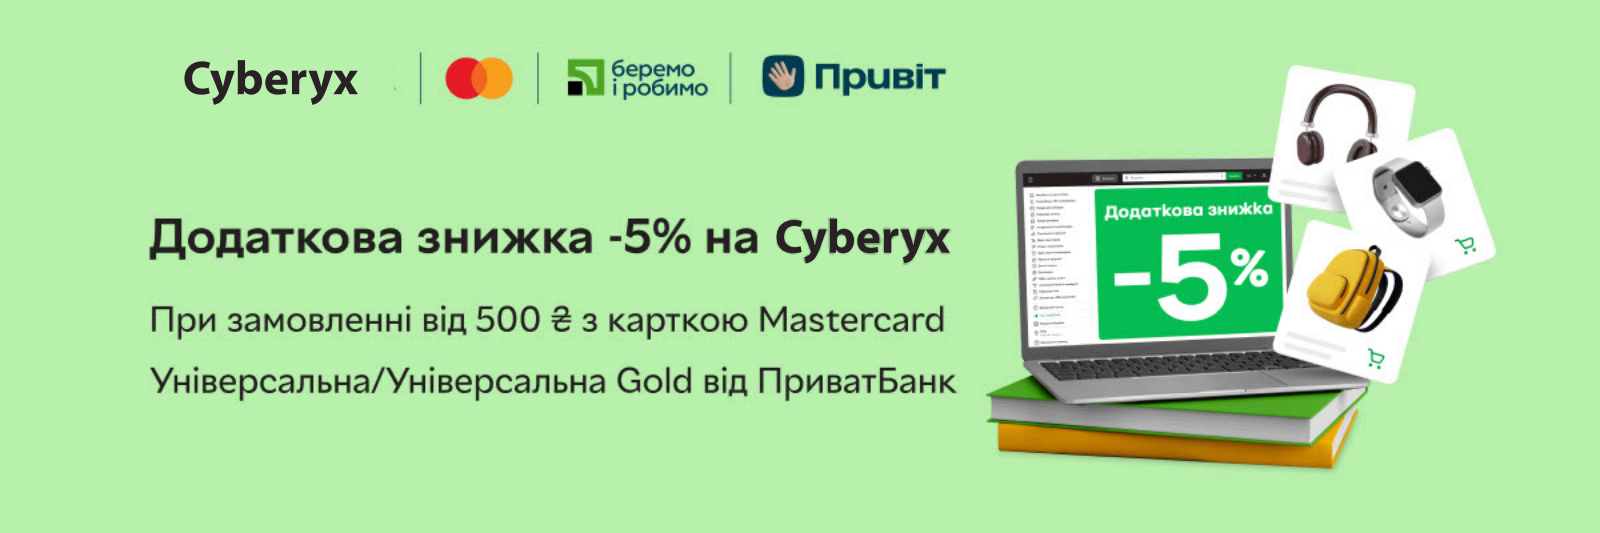 Cyberyx
беремо
і робимо
Привіт
Додаткова знижка -5% на Cyberyx
При замовленні від 500 ₴ з карткою Mastercard
Універсальна/Універсальна Gold від ПриватБанк
Додаткова знижка
-5%